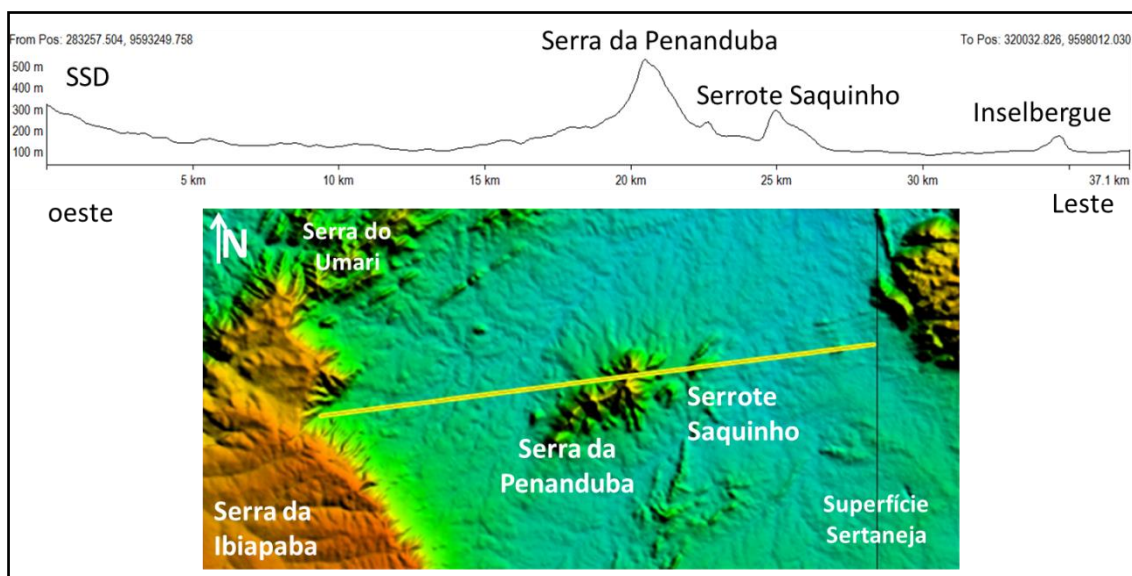 From Pos: 283257.504, 9593249.758
To Pos: 320032.826, 9598012.030
Serra da Penanduba
500 m
SSD
400 m
Serrote Saquinho
300 m
Inselbergue
200 m
100 m
5 km
10 km
15 km
20 km
25 km
30 km
37.1 km
oeste
Leste
N
Serra do
Umari
Serrote
Saquinho
Serra da
Penanduba
Serra da
Ibiapaba
Superfície
Sertaneja